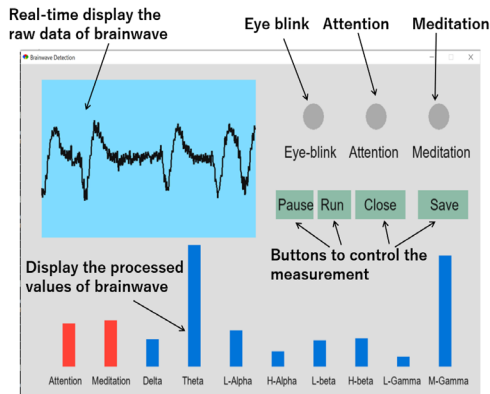 Real-time display the
raw data of brainwave
Eye blink Attention Meditation
Brainwave Detection
Eye-blink Attention Meditation
Pause Run Close Save
Buttons to control the
measurement
Display the processed
values of brainwave
Attention Meditation Delta Theta L-Alpha H-Alpha L-beta H-beta L-Gamma M-Gamma